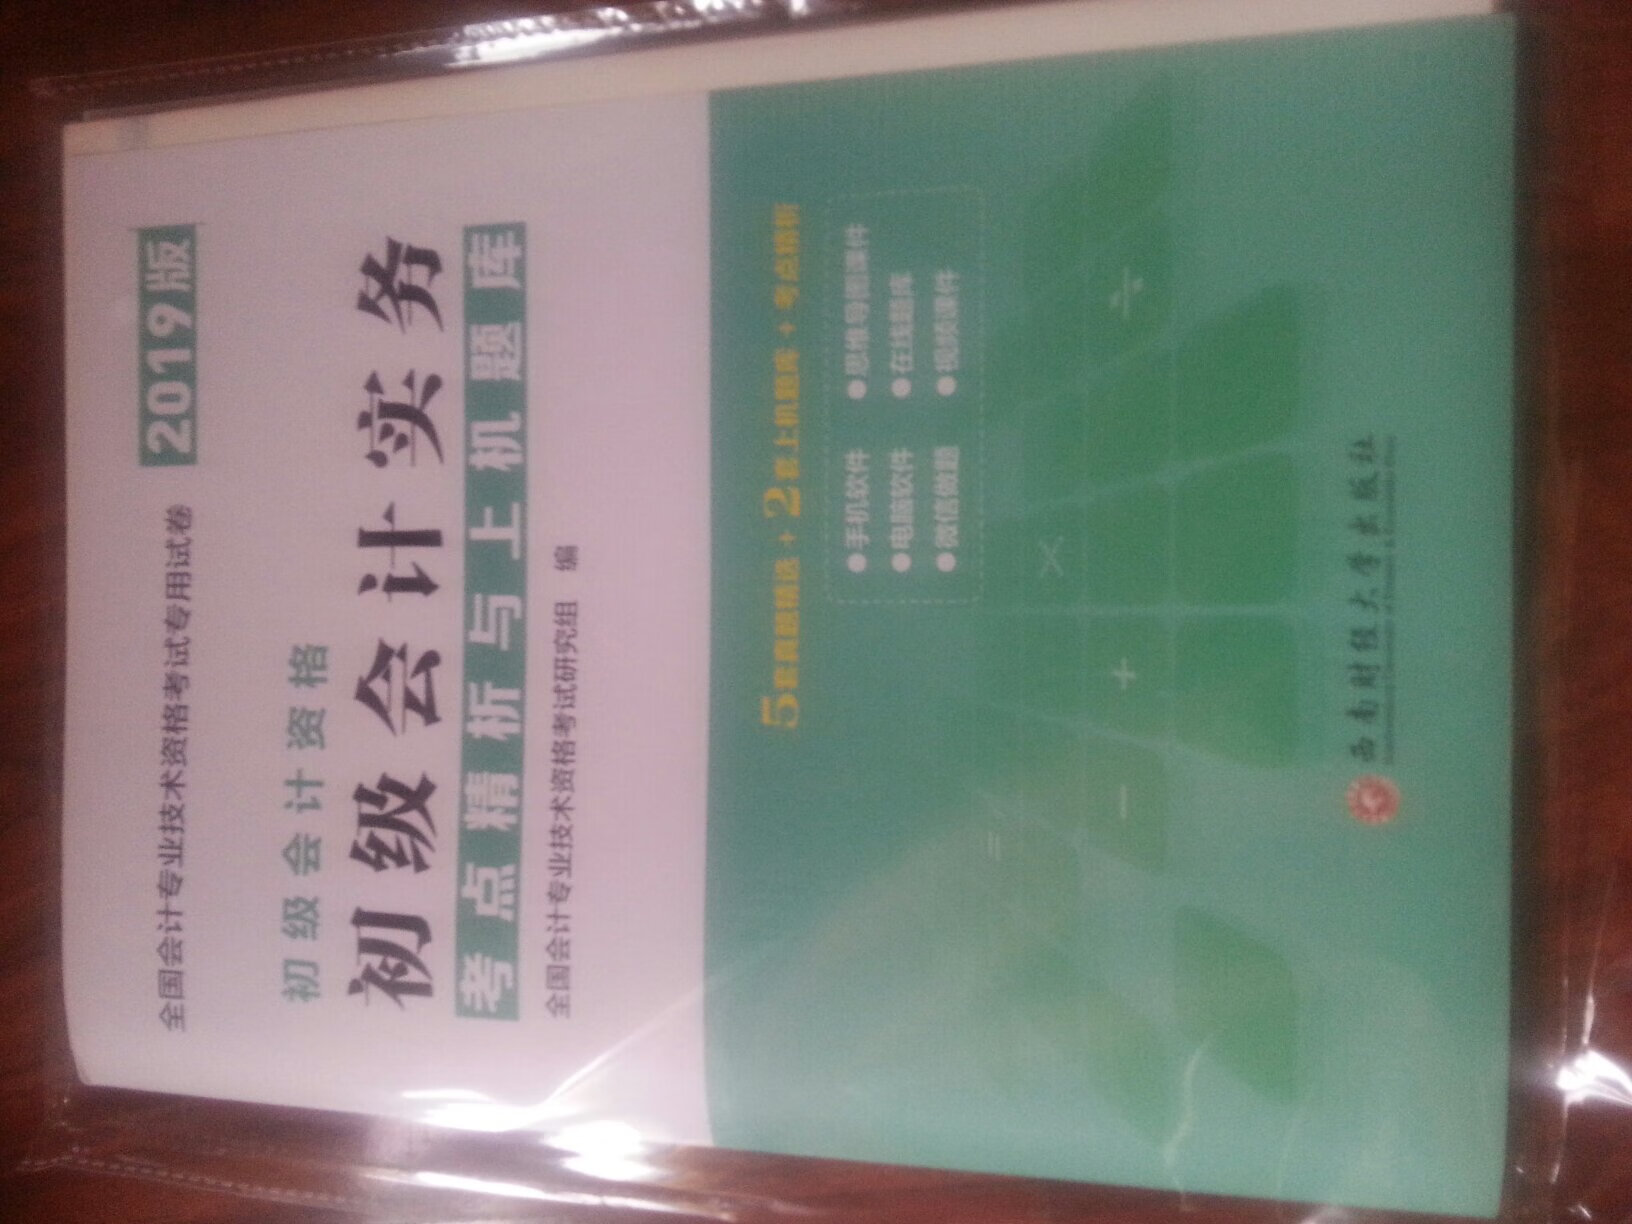 全国会计专业技术资格考试专用试卷 2019版
初级会计资格
初级会计实务
考点精析与上机题库
全国会计专业技术资格考试研究组 编
5套真题精选 + 2套上机题库 + 考点精析
●手机软件 ●思维导图课件
●电脑软件 ●在线题库
●微信做题 ●视频课件
× ÷
= − +
西南财经大学出版社